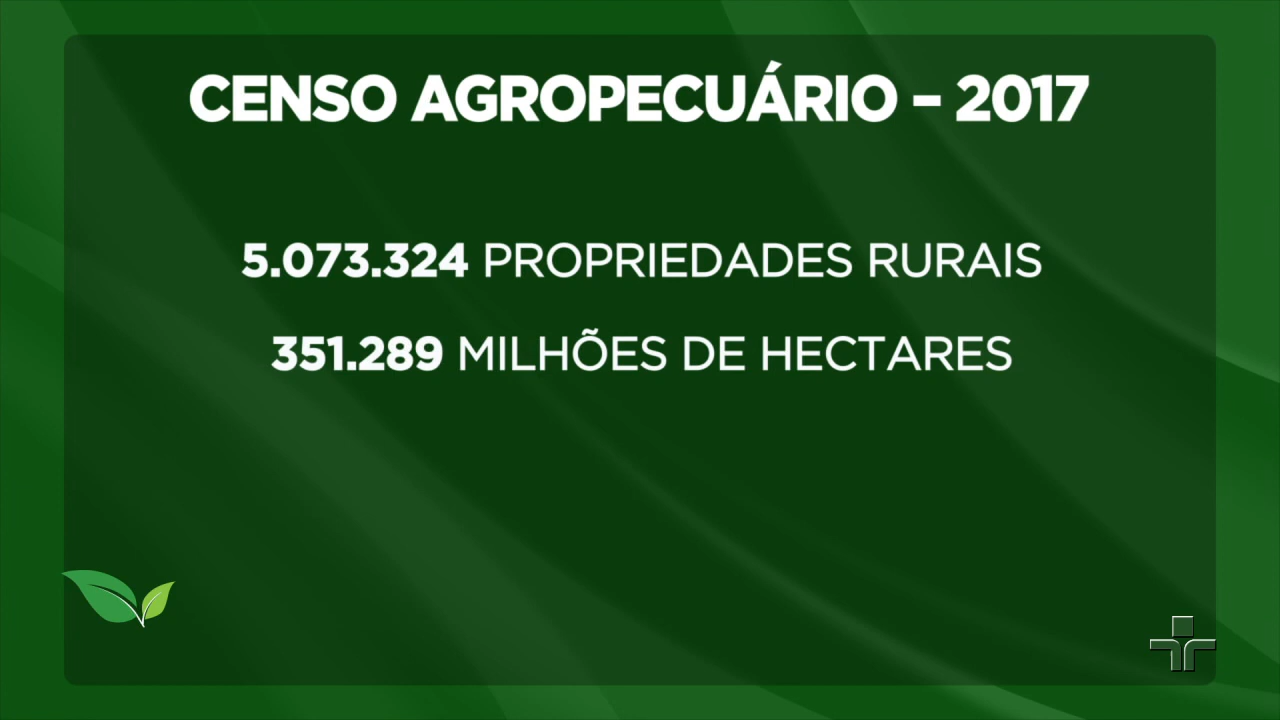 CENSO AGROPECUÁRIO – 2017
5.073.324 PROPRIEDADES RURAIS
351.289 MILHÕES DE HECTARES